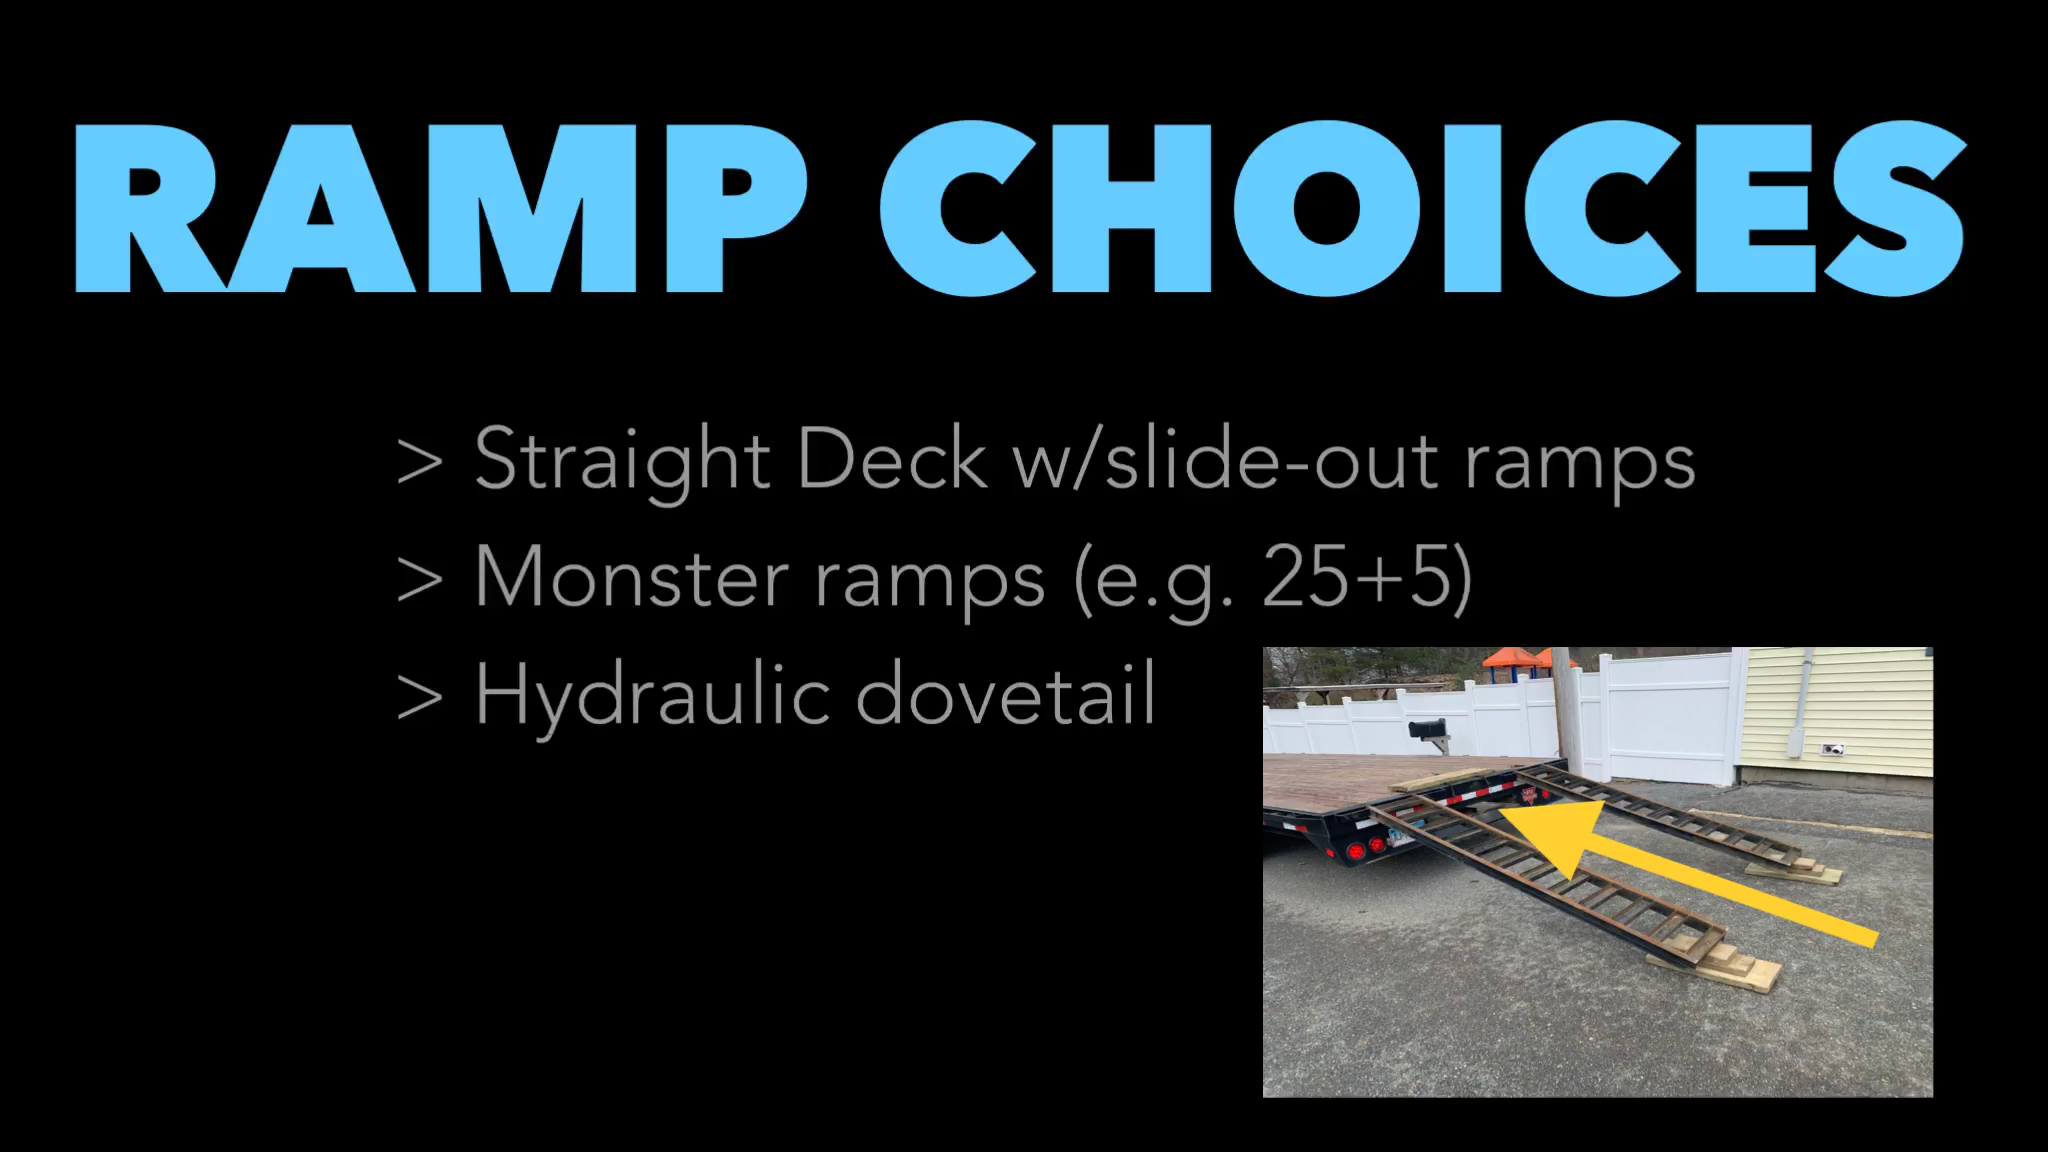 RAMP CHOICES
> Straight Deck w/slide-out ramps
> Monster ramps (e.g. 25+5)
> Hydraulic dovetail